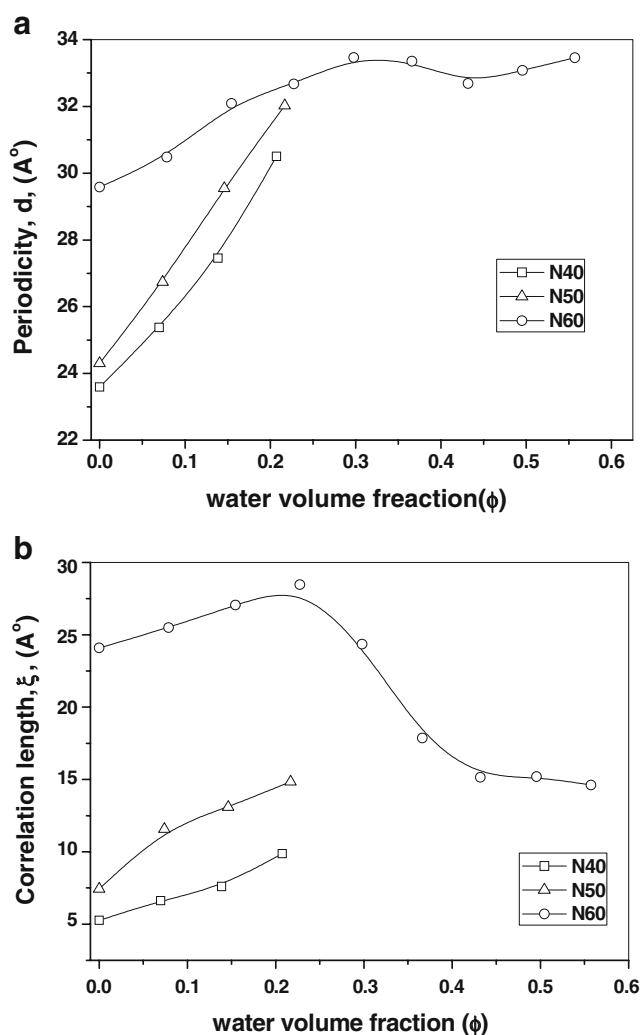 a
34
32
30
28
26
24
22
Periodicity, d, (A°)
N40
N50
N60
0.0 0.1 0.2 0.3 0.4 0.5 0.6
water volume freaction(ϕ)
b
30
25
20
15
10
5
Correlation length,ξ, (A°)
N40
N50
N60
0.0 0.1 0.2 0.3 0.4 0.5 0.6
water volume fraction (ϕ)